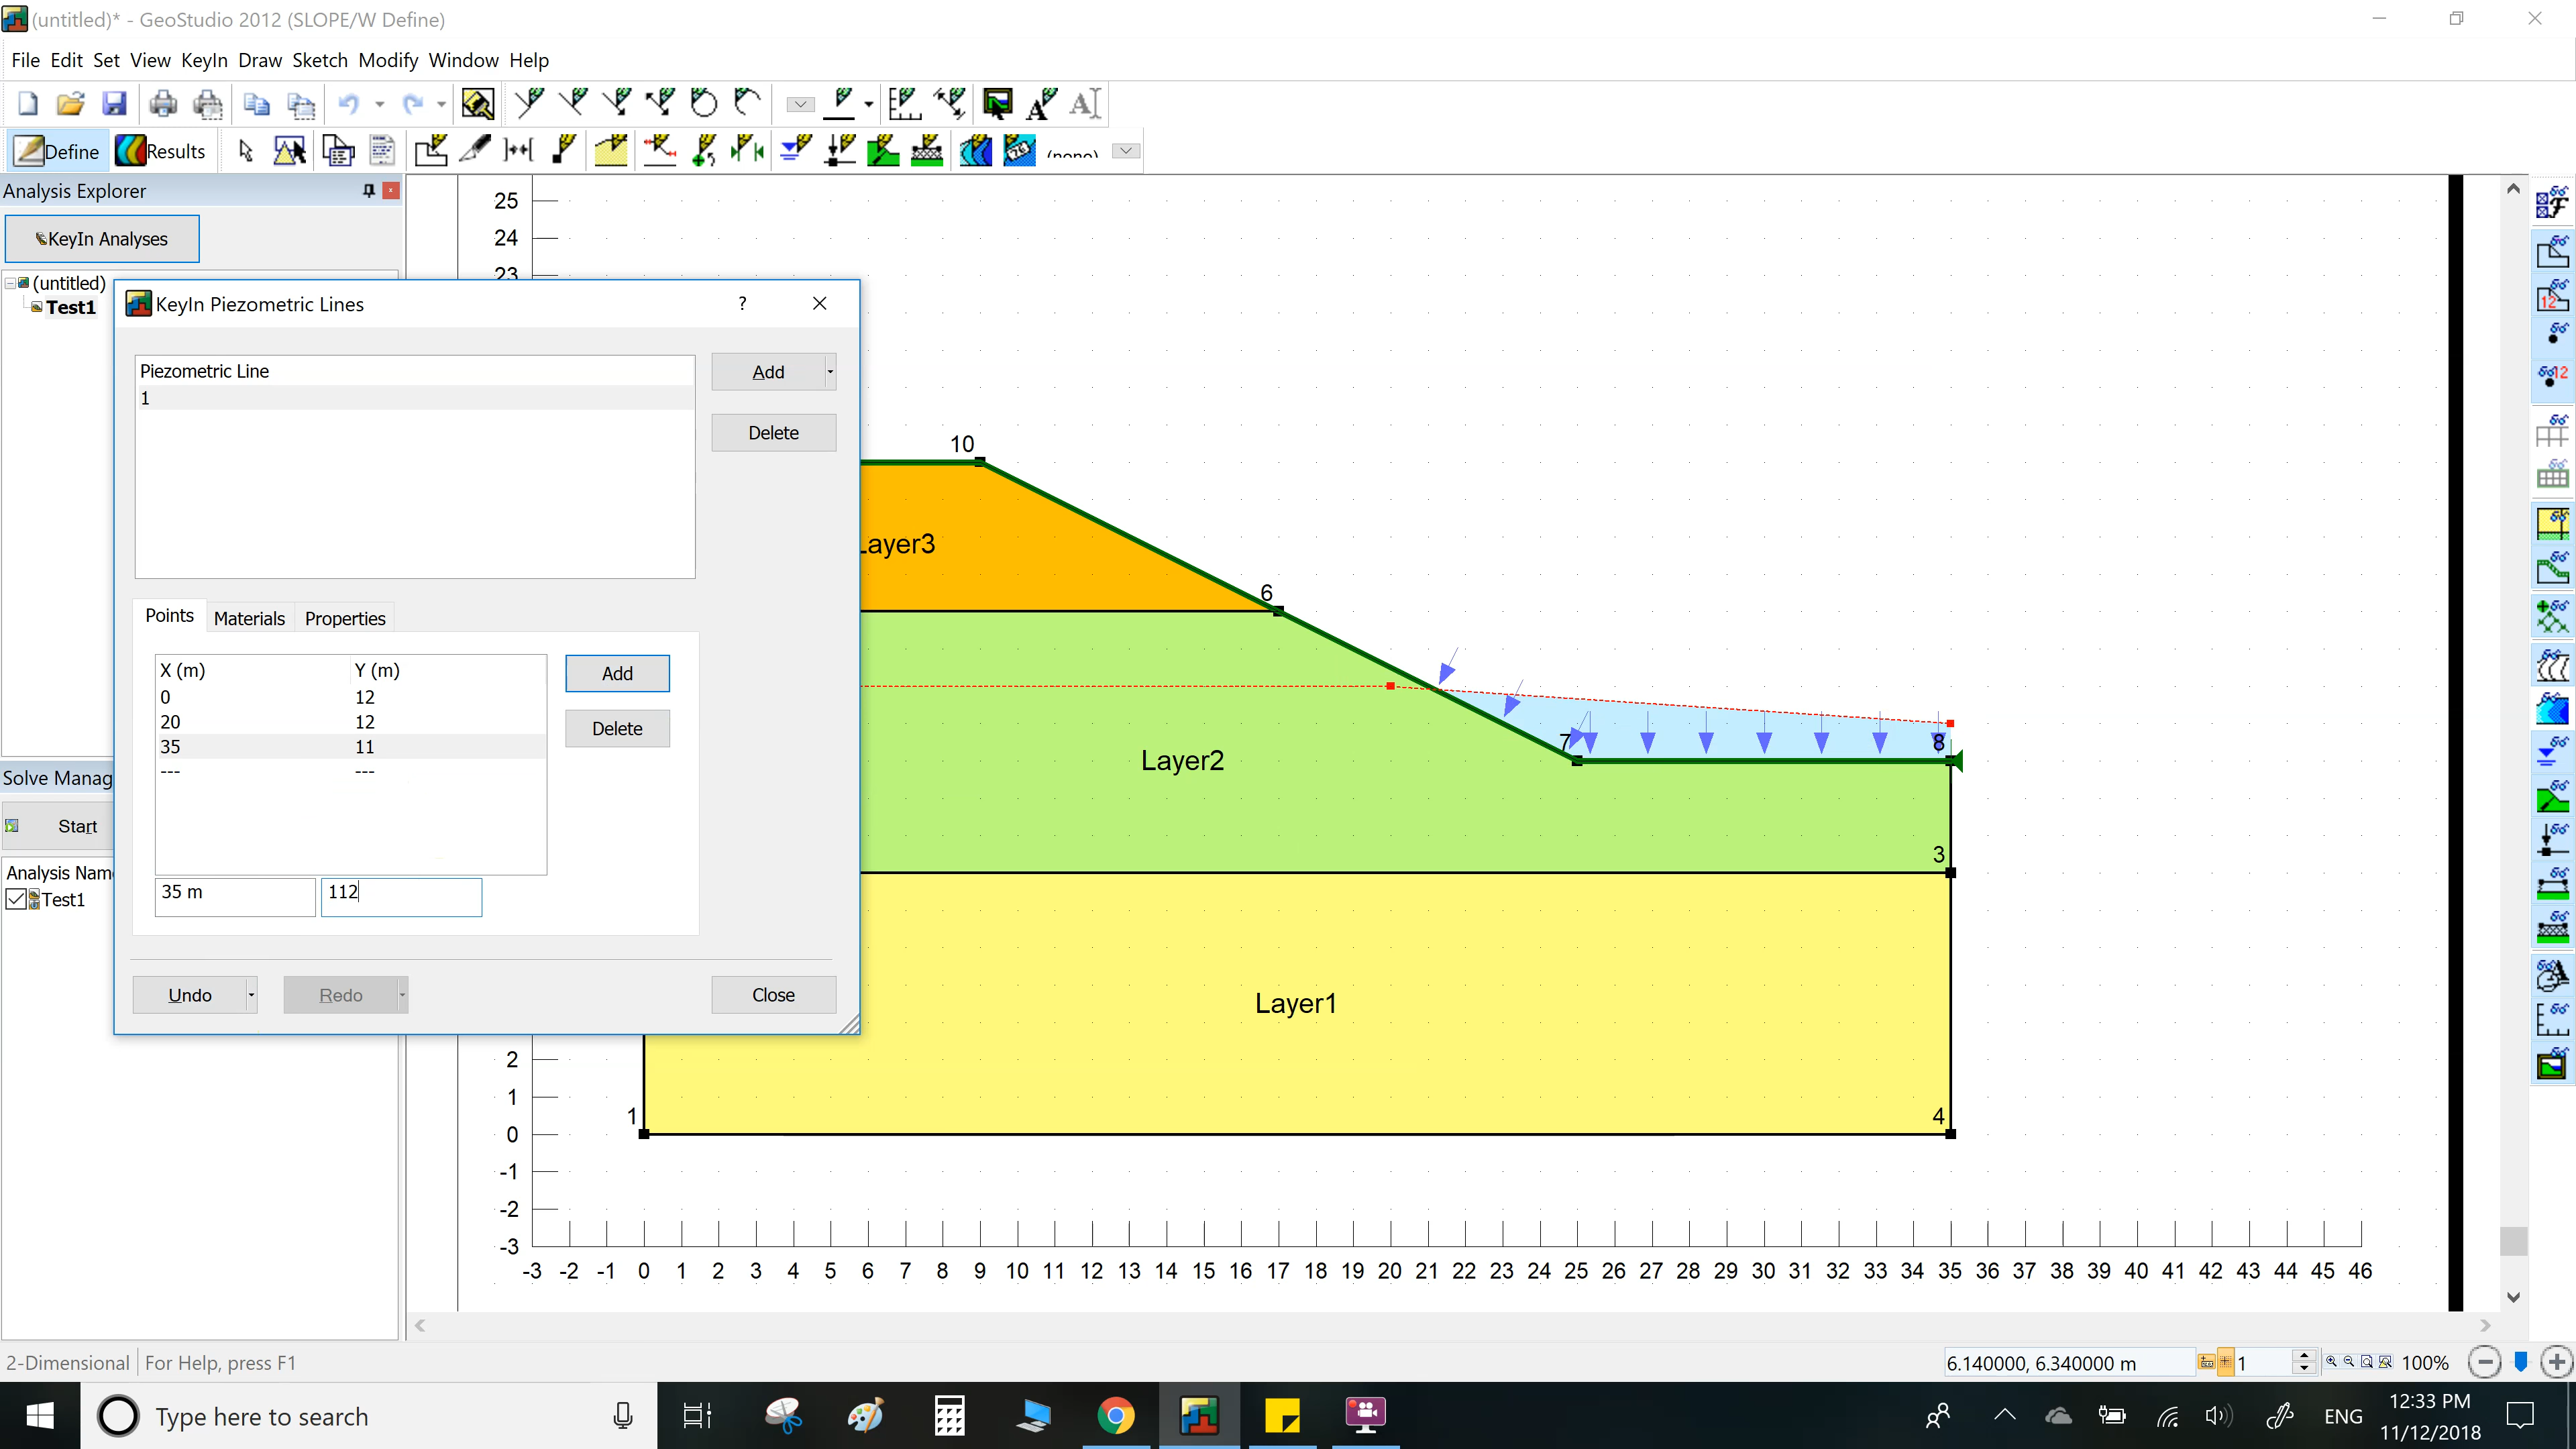 (untitled)* - GeoStudio 2012 (SLOPE/W Define)
File Edit Set View KeyIn Draw Sketch Modify Window Help
Define
Results
(none)
Analysis Explorer
KeyIn Analyses
(untitled)
Test1
KeyIn Piezometric Lines
?
Piezometric Line
1
Add
Delete
Points Materials Properties
X (m) Y (m)
0 12
20 12
35 11
--- ---
Add
Delete
35 m 112
Undo Redo Close
Solve Manag
Start
Analysis Nam
Test1
25
24
23
2
1
0
-1
-2
-3
10
6
7
8
3
1
4
Layer3
Layer2
Layer1
-3 -2 -1 0 1 2 3 4 5 6 7 8 9 10 11 12 13 14 15 16 17 18 19 20 21 22 23 24 25 26 27 28 29 30 31 32 33 34 35 36 37 38 39 40 41 42 43 44 45 46
2-Dimensional For Help, press F1
6.140000, 6.340000 m
1
100%
Type here to search
ENG
12:33 PM
11/12/2018